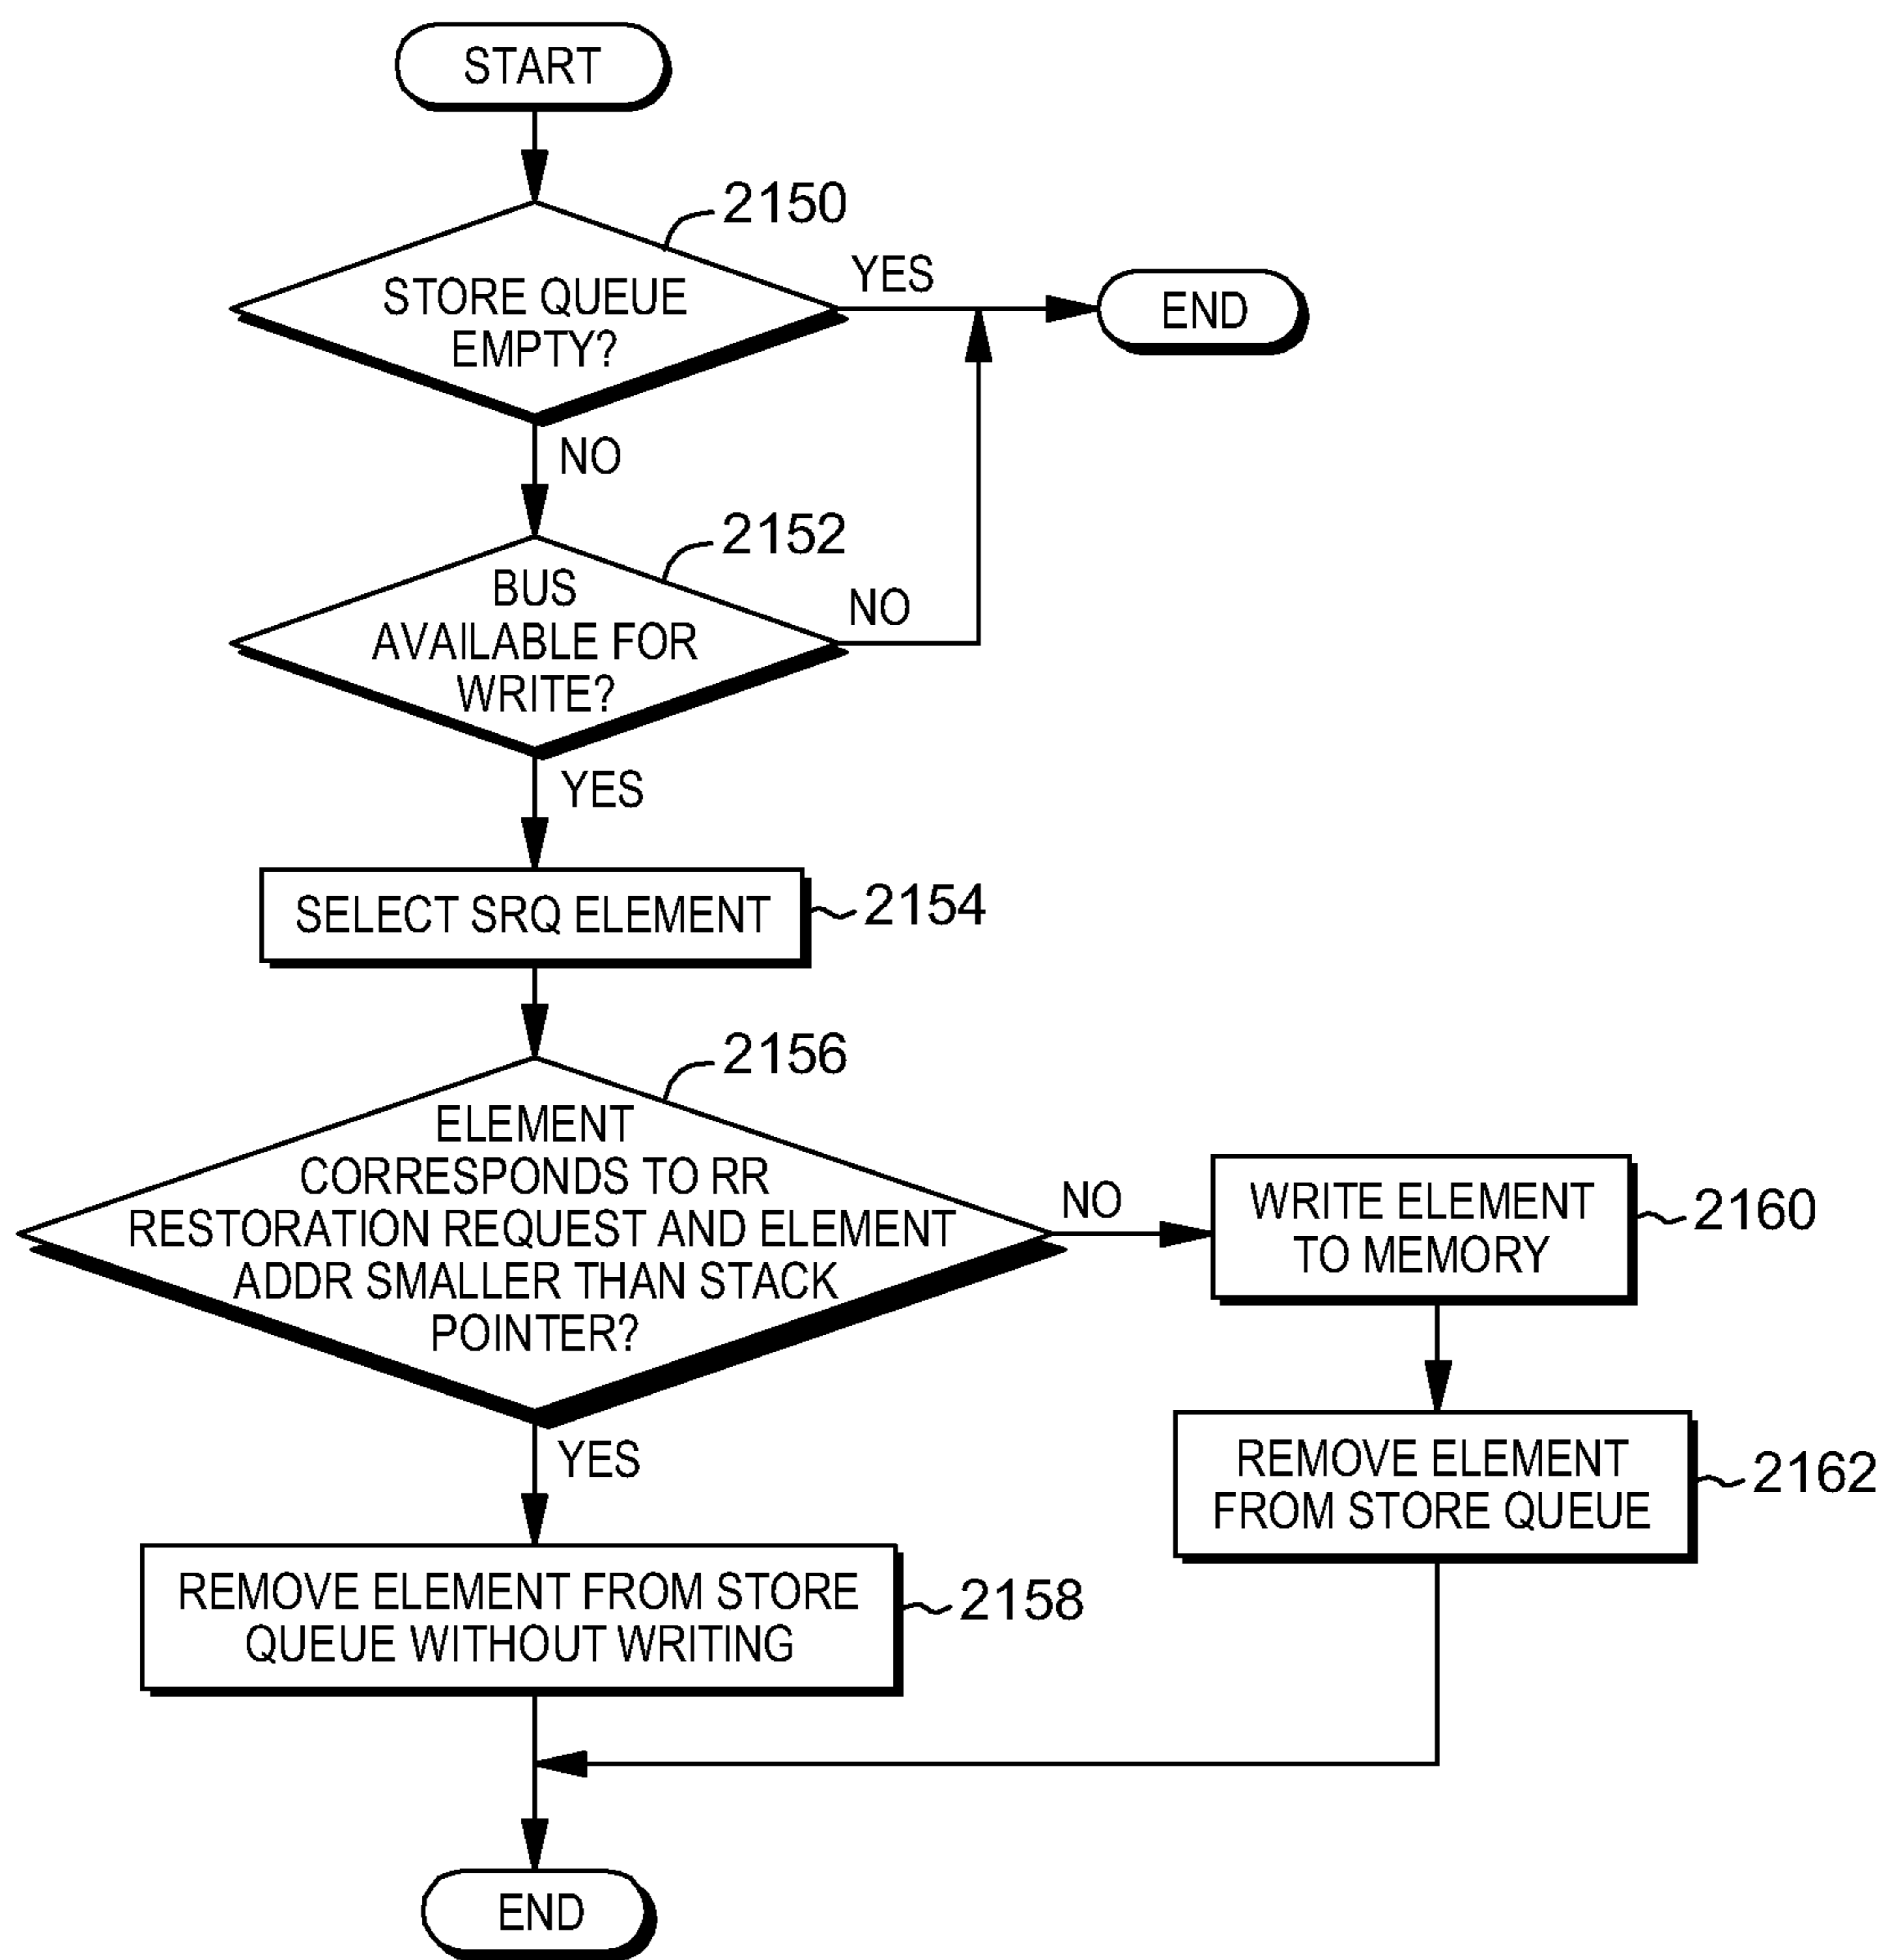 START
2150
STORE QUEUE
EMPTY?
YES
END
NO
2152
BUS
AVAILABLE FOR
WRITE?
NO
YES
SELECT SRQ ELEMENT
2154
2156
ELEMENT
CORRESPONDS TO RR
RESTORATION REQUEST AND ELEMENT
ADDR SMALLER THAN STACK
POINTER?
NO
WRITE ELEMENT
TO MEMORY
2160
YES
REMOVE ELEMENT
FROM STORE QUEUE
2162
REMOVE ELEMENT FROM STORE
QUEUE WITHOUT WRITING
2158
END